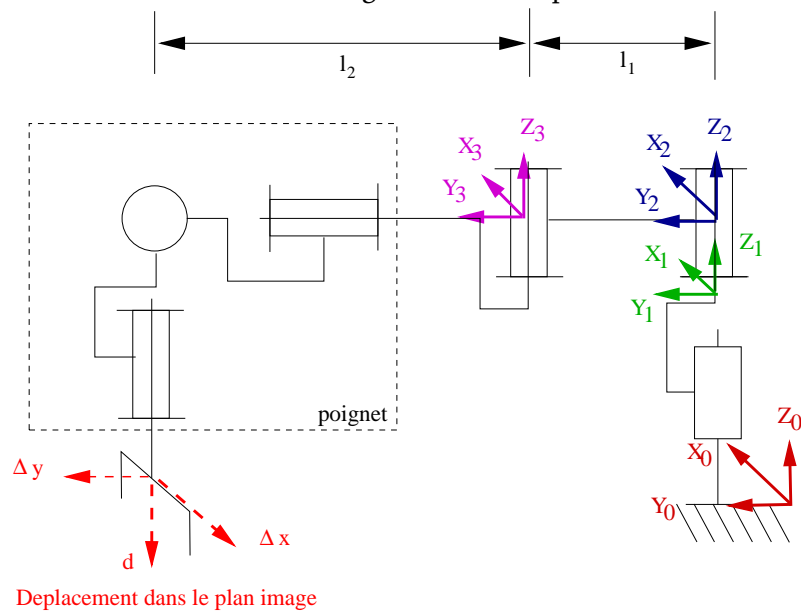 l₂
l₁
Z₃
X₃
Y₃
Z₂
X₂
Y₂
Z₁
X₁
Y₁
poignet
Z₀
X₀
Y₀
Δ y
Δ x
d
Deplacement dans le plan image